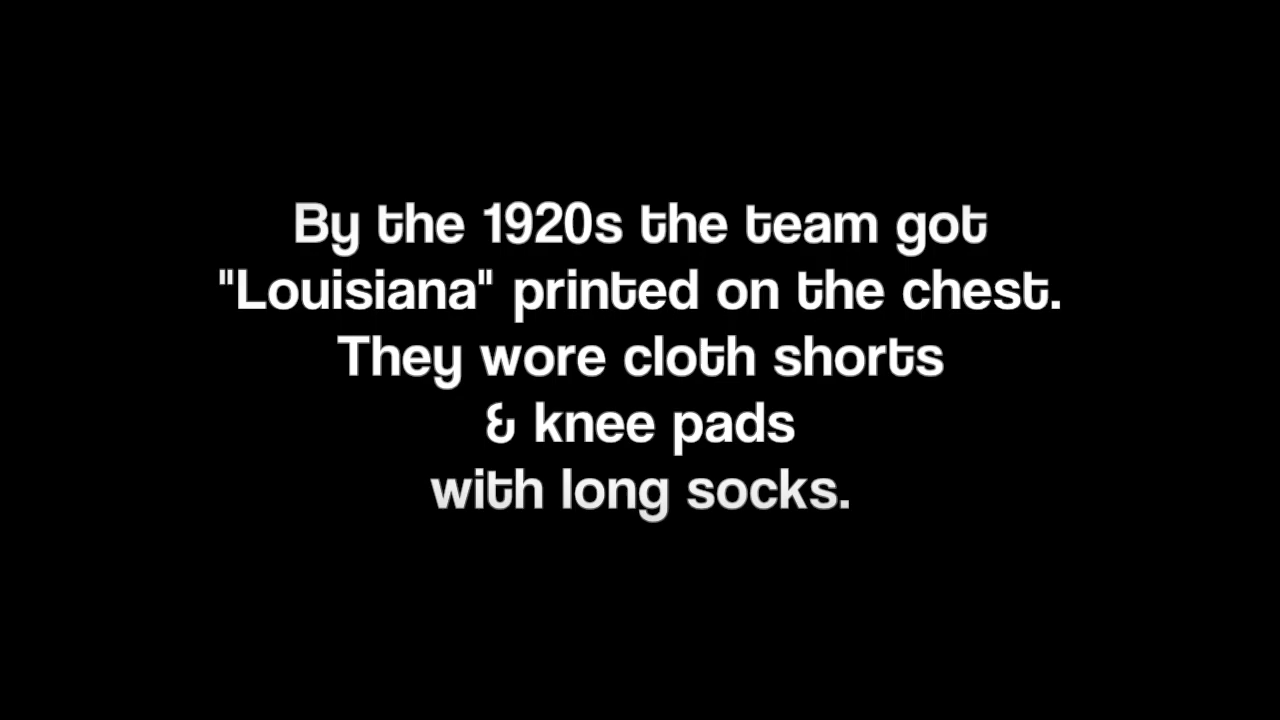 By the 1920s the team got
"Louisiana" printed on the chest.
They wore cloth shorts
& knee pads
with long socks.